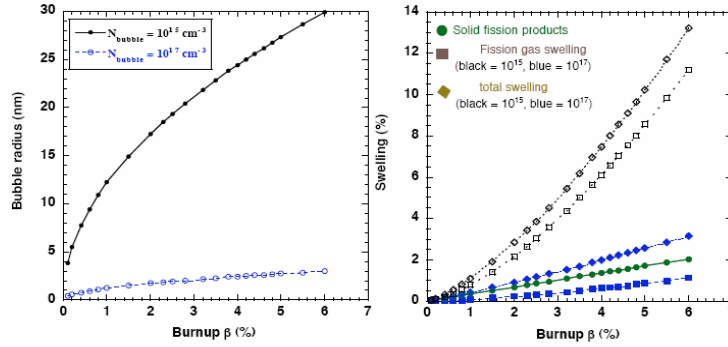 N bubble = 10^15 cm^-3
N bubble = 10^17 cm^-3
Bubble radius (nm)
30
25
20
15
10
5
0
0 1 2 3 4 5 6 7
Burnup β (%)
Solid fission products
Fission gas swelling
(black = 10^15, blue = 10^17)
total swelling
(black = 10^15, blue = 10^17)
Swelling (%)
14
12
10
8
6
4
2
0
0 1 2 3 4 5 6 7
Burnup β (%)